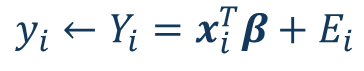 yᵢ ← Yᵢ = 𝒙ᵢᵀ𝜷 + Eᵢ